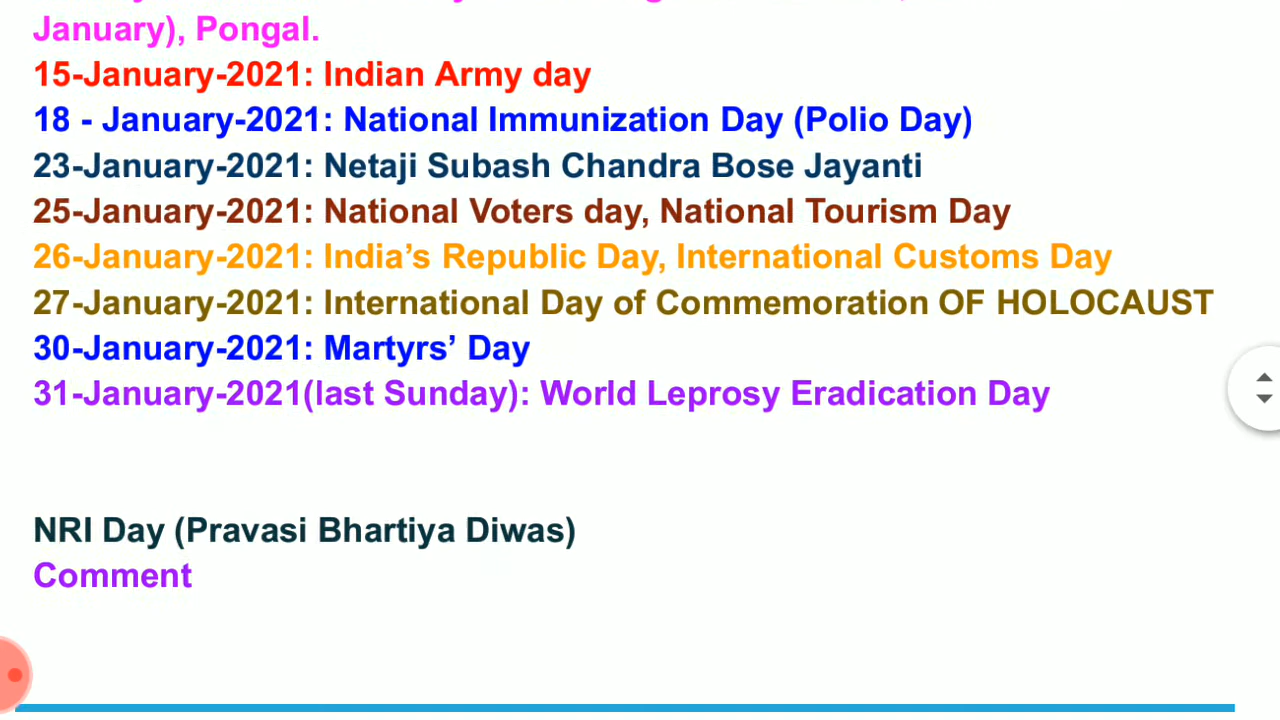 January), Pongal.
15-January-2021: Indian Army day
18 - January-2021: National Immunization Day (Polio Day)
23-January-2021: Netaji Subash Chandra Bose Jayanti
25-January-2021: National Voters day, National Tourism Day
26-January-2021: India’s Republic Day, International Customs Day
27-January-2021: International Day of Commemoration OF HOLOCAUST
30-January-2021: Martyrs’ Day
31-January-2021(last Sunday): World Leprosy Eradication Day
NRI Day (Pravasi Bhartiya Diwas)
Comment